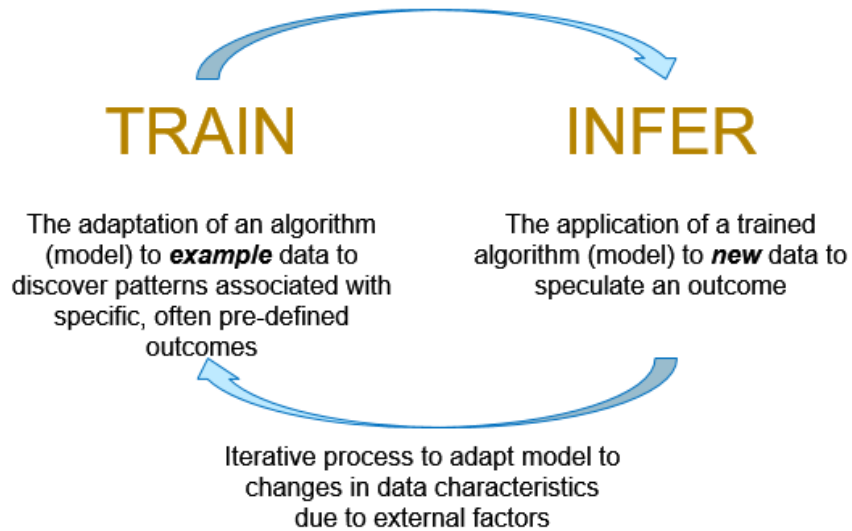 TRAIN
The adaptation of an algorithm
(model) to example data to
discover patterns associated with
specific, often pre-defined
outcomes
INFER
The application of a trained
algorithm (model) to new data to
speculate an outcome
Iterative process to adapt model to
changes in data characteristics
due to external factors